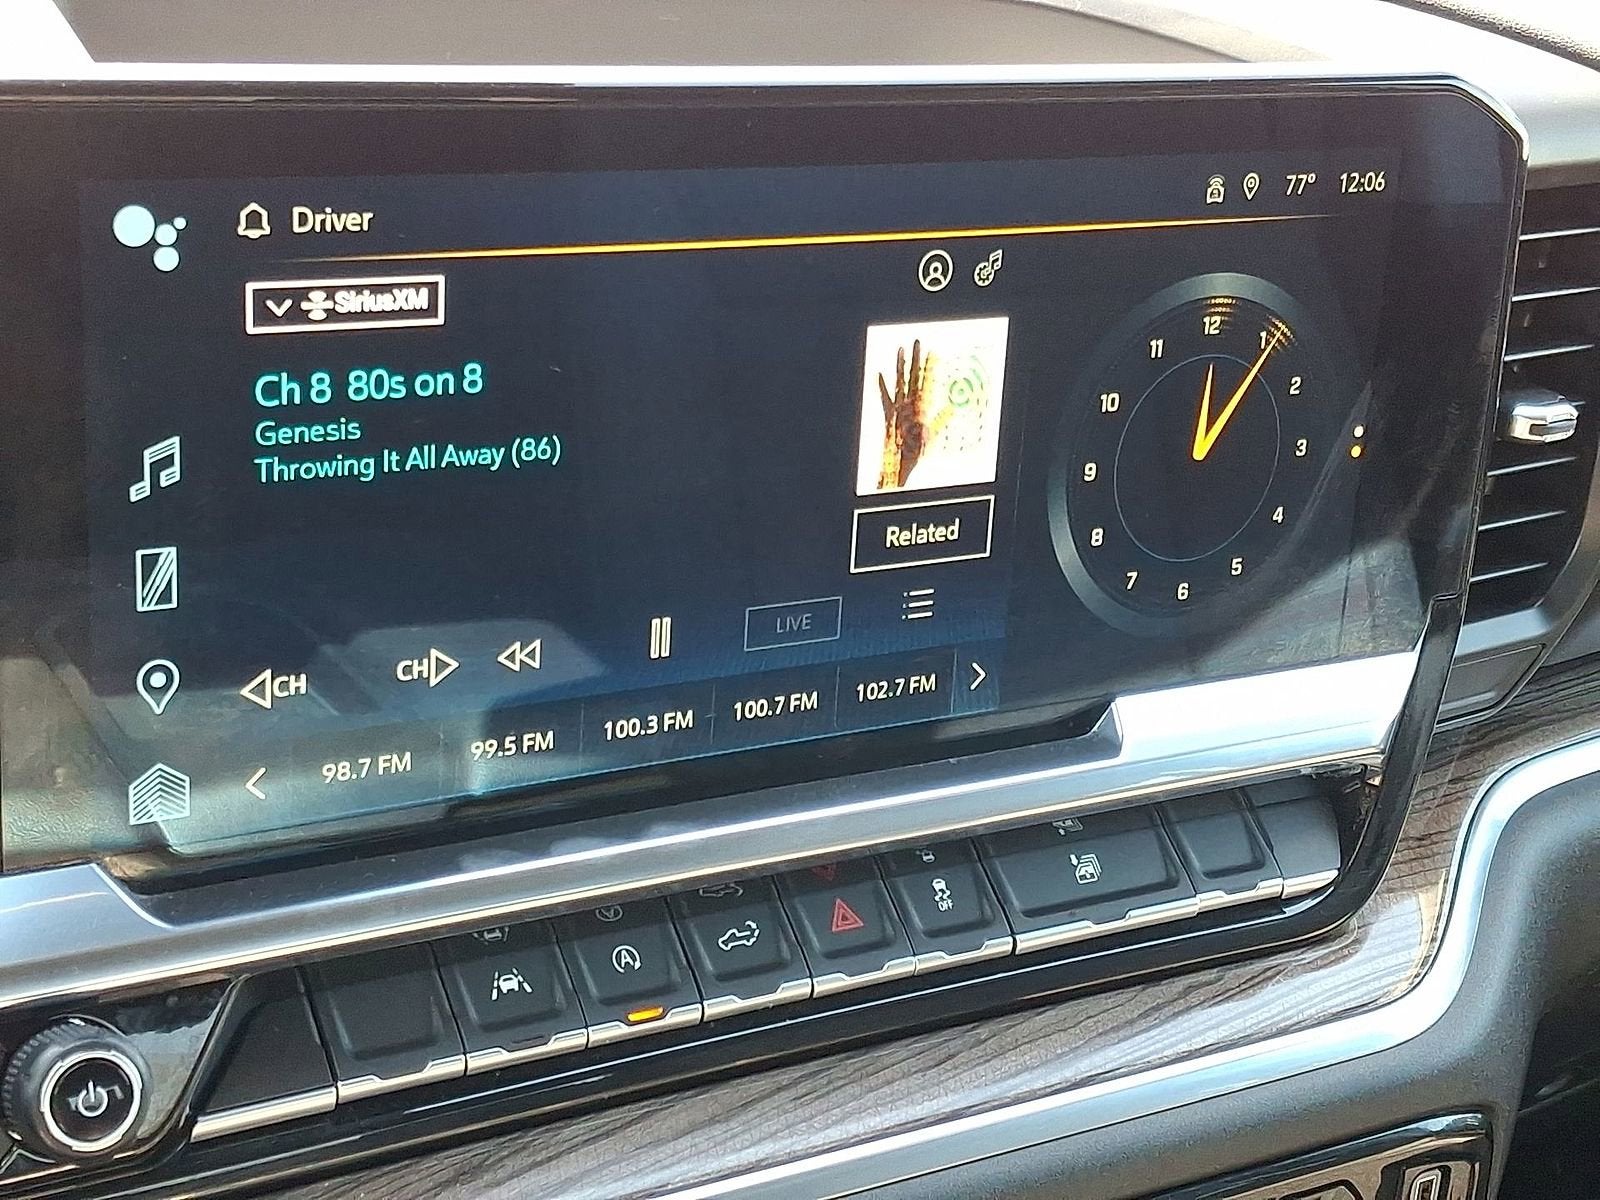 Driver
77° 12:06
SiriusXM
Ch 8 80s on 8
Genesis
Throwing It All Away (86)
Related
12
1
2
3
4
5
6
7
8
9
10
11
CH
CH
LIVE
98.7 FM
99.5 FM
100.3 FM
100.7 FM
102.7 FM
A
OFF